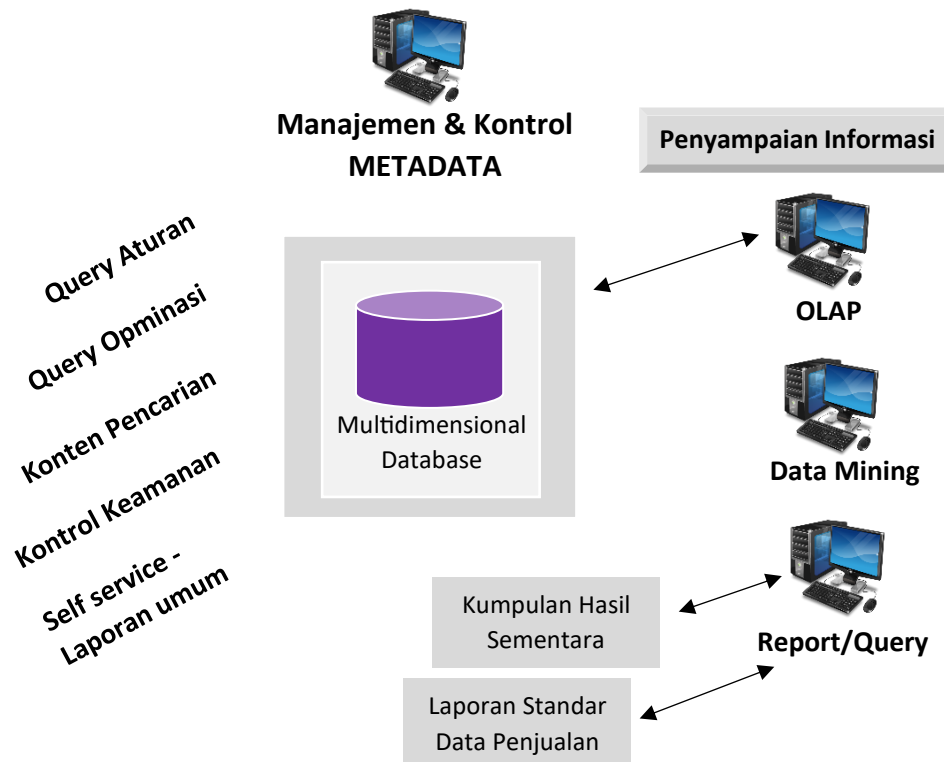 Manajemen & Kontrol
METADATA
Penyampaian Informasi
Query Aturan
Query Opminasi
Konten Pencarian
Kontrol Keamanan
Self service -
Laporan umum
Multidimensional
Database
OLAP
Data Mining
Report/Query
Kumpulan Hasil
Sementara
Laporan Standar
Data Penjualan